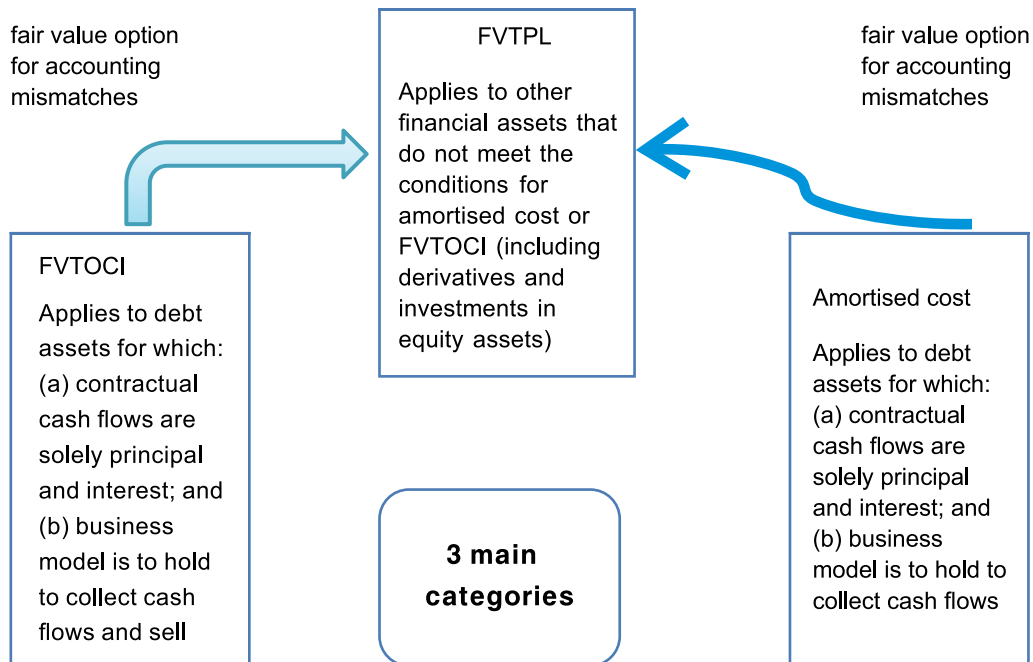 fair value option
for accounting
mismatches
FVTPL
Applies to other
financial assets that
do not meet the
conditions for
amortised cost or
FVTOCI (including
derivatives and
investments in
equity assets)
fair value option
for accounting
mismatches
FVTOCI
Applies to debt
assets for which:
(a) contractual
cash flows are
solely principal
and interest; and
(b) business
model is to hold
to collect cash
flows and sell
3 main
categories
Amortised cost
Applies to debt
assets for which:
(a) contractual
cash flows are
solely principal
and interest; and
(b) business
model is to hold to
collect cash flows